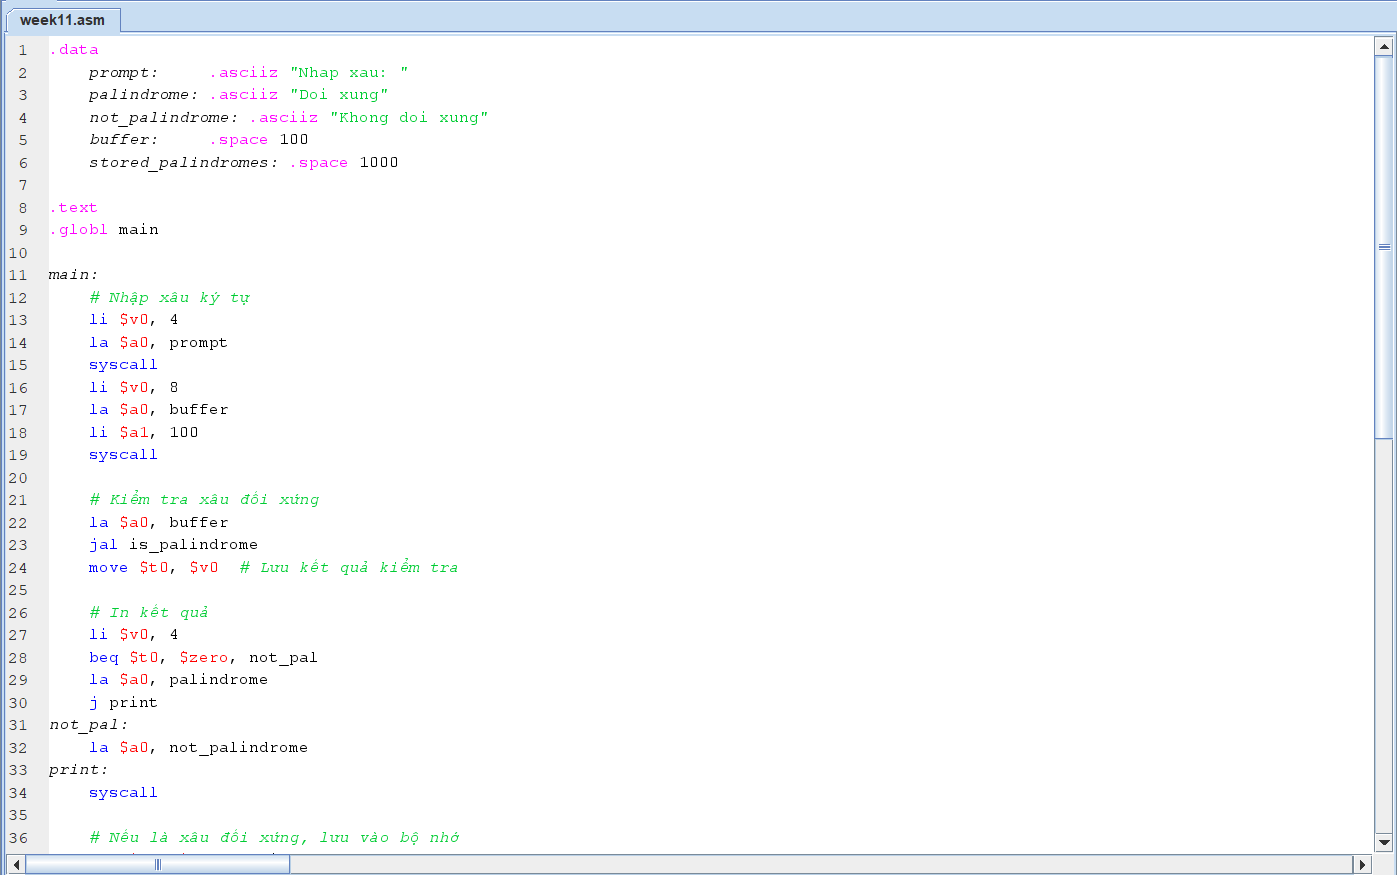 week11.asm
1 .data
2 prompt: .asciiz "Nhap xau: "
3 palindrome: .asciiz "Doi xung"
4 not_palindrome: .asciiz "Khong doi xung"
5 buffer: .space 100
6 stored_palindromes: .space 1000
7
8 .text
9 .globl main
10
11 main:
12 # Nhập xâu ký tự
13 li $v0, 4
14 la $a0, prompt
15 syscall
16 li $v0, 8
17 la $a0, buffer
18 li $a1, 100
19 syscall
20
21 # Kiểm tra xâu đối xứng
22 la $a0, buffer
23 jal is_palindrome
24 move $t0, $v0 # Lưu kết quả kiểm tra
25
26 # In kết quả
27 li $v0, 4
28 beq $t0, $zero, not_pal
29 la $a0, palindrome
30 j print
31 not_pal:
32 la $a0, not_palindrome
33 print:
34 syscall
35
36 # Nếu là xâu đối xứng, lưu vào bộ nhớ